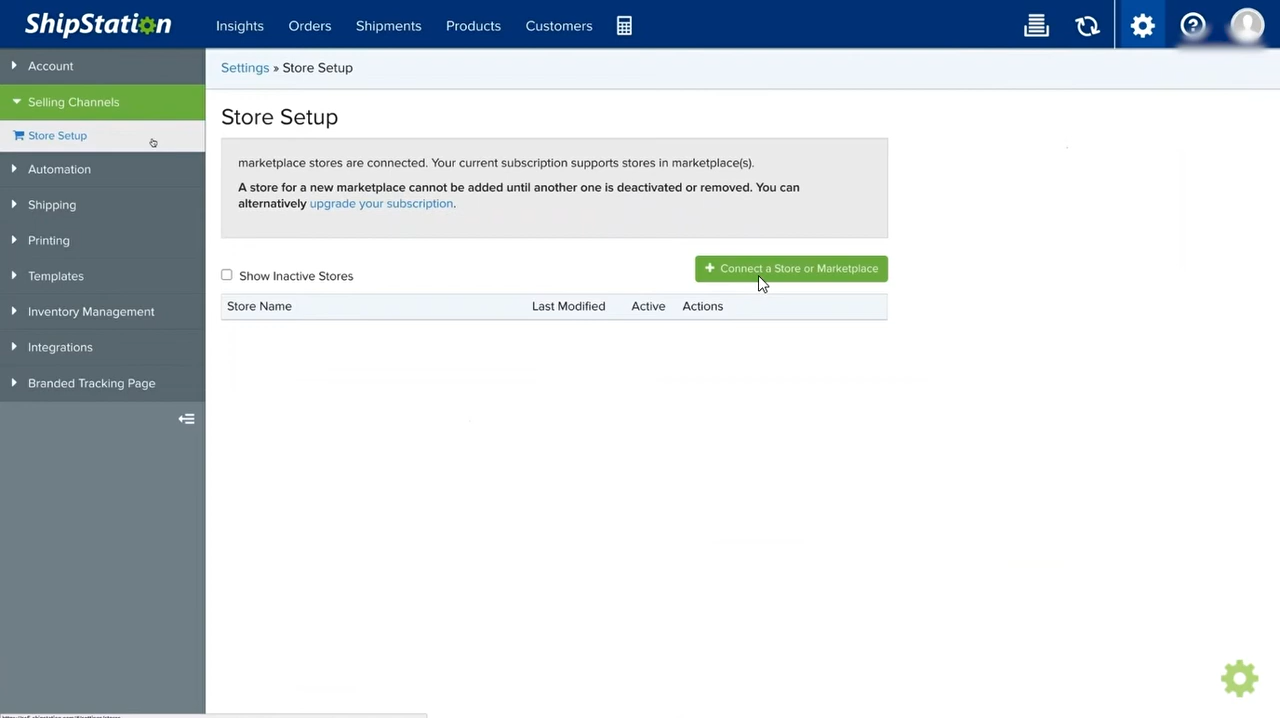 ShipStation
Insights
Orders
Shipments
Products
Customers
Account
Selling Channels
Store Setup
Automation
Shipping
Printing
Templates
Inventory Management
Integrations
Branded Tracking Page
Settings » Store Setup
Store Setup
marketplace stores are connected. Your current subscription supports stores in marketplace(s).
A store for a new marketplace cannot be added until another one is deactivated or removed. You can
alternatively upgrade your subscription.
Show Inactive Stores
+ Connect a Store or Marketplace
Store Name
Last Modified
Active
Actions